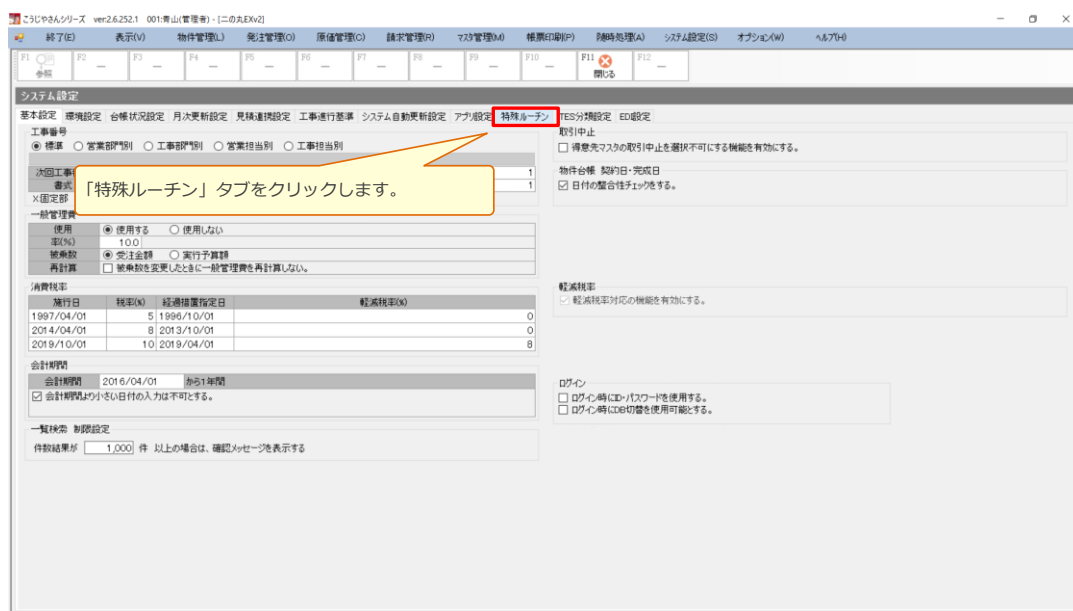 こうじやさんシリーズ ver.2.6.252.1 001:青山(管理者) - [二の丸EXv2]
終了(E) 表示(V) 物件管理(L) 発注管理(O) 原価管理(C) 請求管理(R) マスタ管理(M) 帳票印刷(P) 随時処理(A) システム設定(S) オプション(W) ヘルプ(H)
F1 F2 F3 F4 F5 F6 F7 F8 F9 F10 F11 F12
参照 閉じる
システム設定
基本設定 環境設定 台帳状況設定 月次更新設定 見積連携設定 工事進行基準 システム自動更新設定 アプリ設定 特殊ルーチン TES分類設定 EDI設定
工事番号
標準 営業部門別 工事部門別 営業担当別 工事担当別
次回工事 1
書式 1
X固定部
「特殊ルーチン」タブをクリックします。
取引中止
得意先マスタの取引中止を選択不可にする機能を有効にする。
物件台帳 契約日・完成日
日付の整合性チェックをする。
一般管理費
使用 使用する 使用しない
率(%) 10.0
被乗数 受注金額 実行予算額
再計算 被乗数を変更したときに一般管理費を再計算しない。
消費税率
施行日 税率(%) 経過措置指定日 軽減税率(%)
1997/04/01 5 1996/10/01 0
2014/04/01 8 2013/10/01 0
2019/10/01 10 2019/04/01 8
軽減税率
軽減税率対応の機能を有効にする。
会計期間
会計期間 2016/04/01 から1年間
会計期間より小さい日付の入力は不可とする。
ログイン
ログイン時にID・パスワードを使用する。
ログイン時にDB切替を使用可能とする。
一覧検索 制限設定
件数結果が 1,000 件 以上の場合は、確認メッセージを表示する